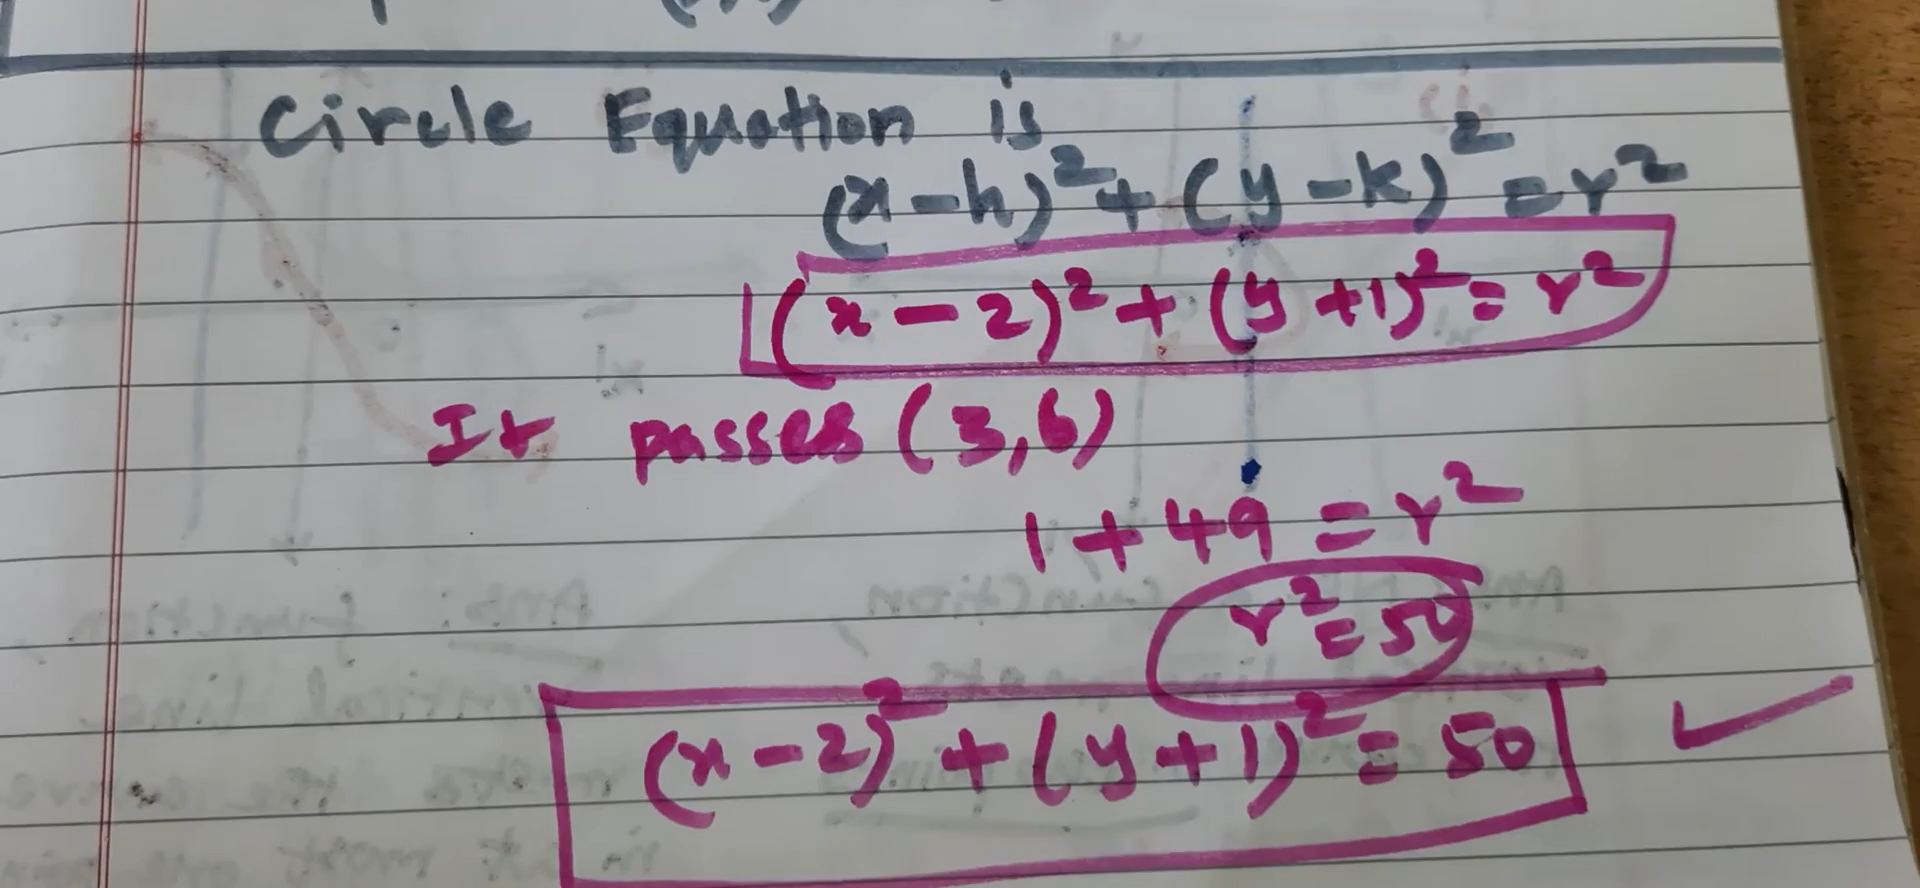 Circle Equation is
(x-h)² + (y-k)² = r²
(x-2)² + (y+1)² = r²
It passes (3,6)
1 + 49 = r²
r² = 50
(x-2)² + (y+1)² = 50 ✓